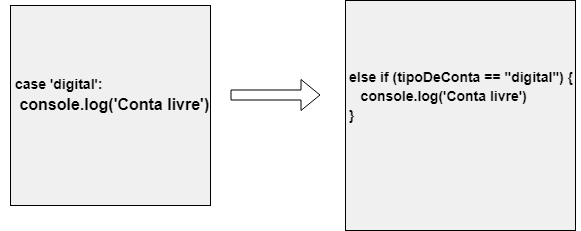 case 'digital':
console.log('Conta livre')
else if (tipoDeConta == "digital") {
console.log('Conta livre')
}